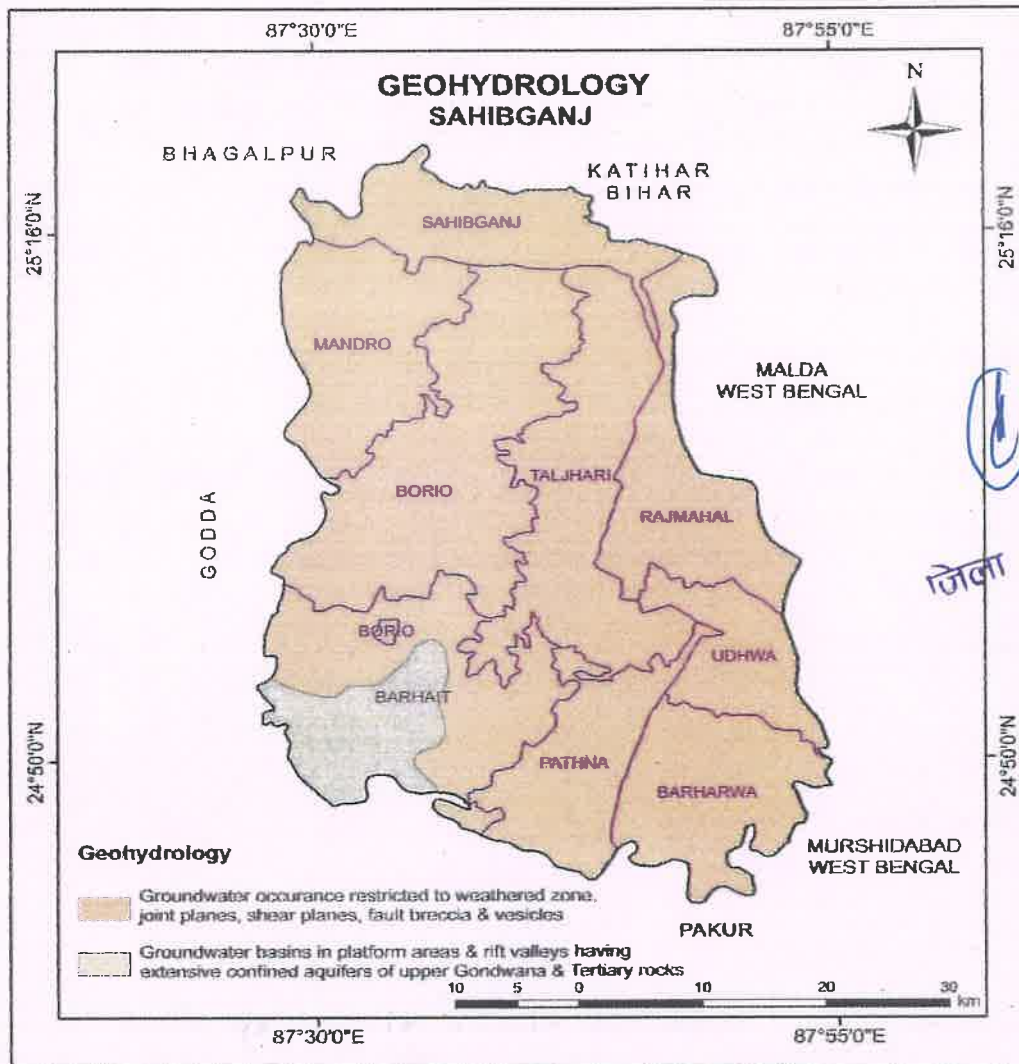 87°30'0"E 87°55'0"E
GEOHYDROLOGY
SAHIBGANJ
N
BHAGALPUR
KATIHAR
BIHAR
25°16'0"N
25°16'0"N
SAHIBGANJ
MANDRO
MALDA
WEST BENGAL
TALJHARI
BORIO
RAJMAHAL
GODDA
जिला
BORIO
UDHWA
BARHAIT
24°50'0"N
24°50'0"N
PATHNA
BARHARWA
MURSHIDABAD
WEST BENGAL
PAKUR
Geohydrology
Groundwater occurance restricted to weathered zone,
joint planes, shear planes, fault breccia & vesicles
Groundwater basins in platform areas & rift valleys having
extensive confined aquifers of upper Gondwana & Tertiary rocks
10 5 0 10 20 30
km
87°30'0"E 87°55'0"E